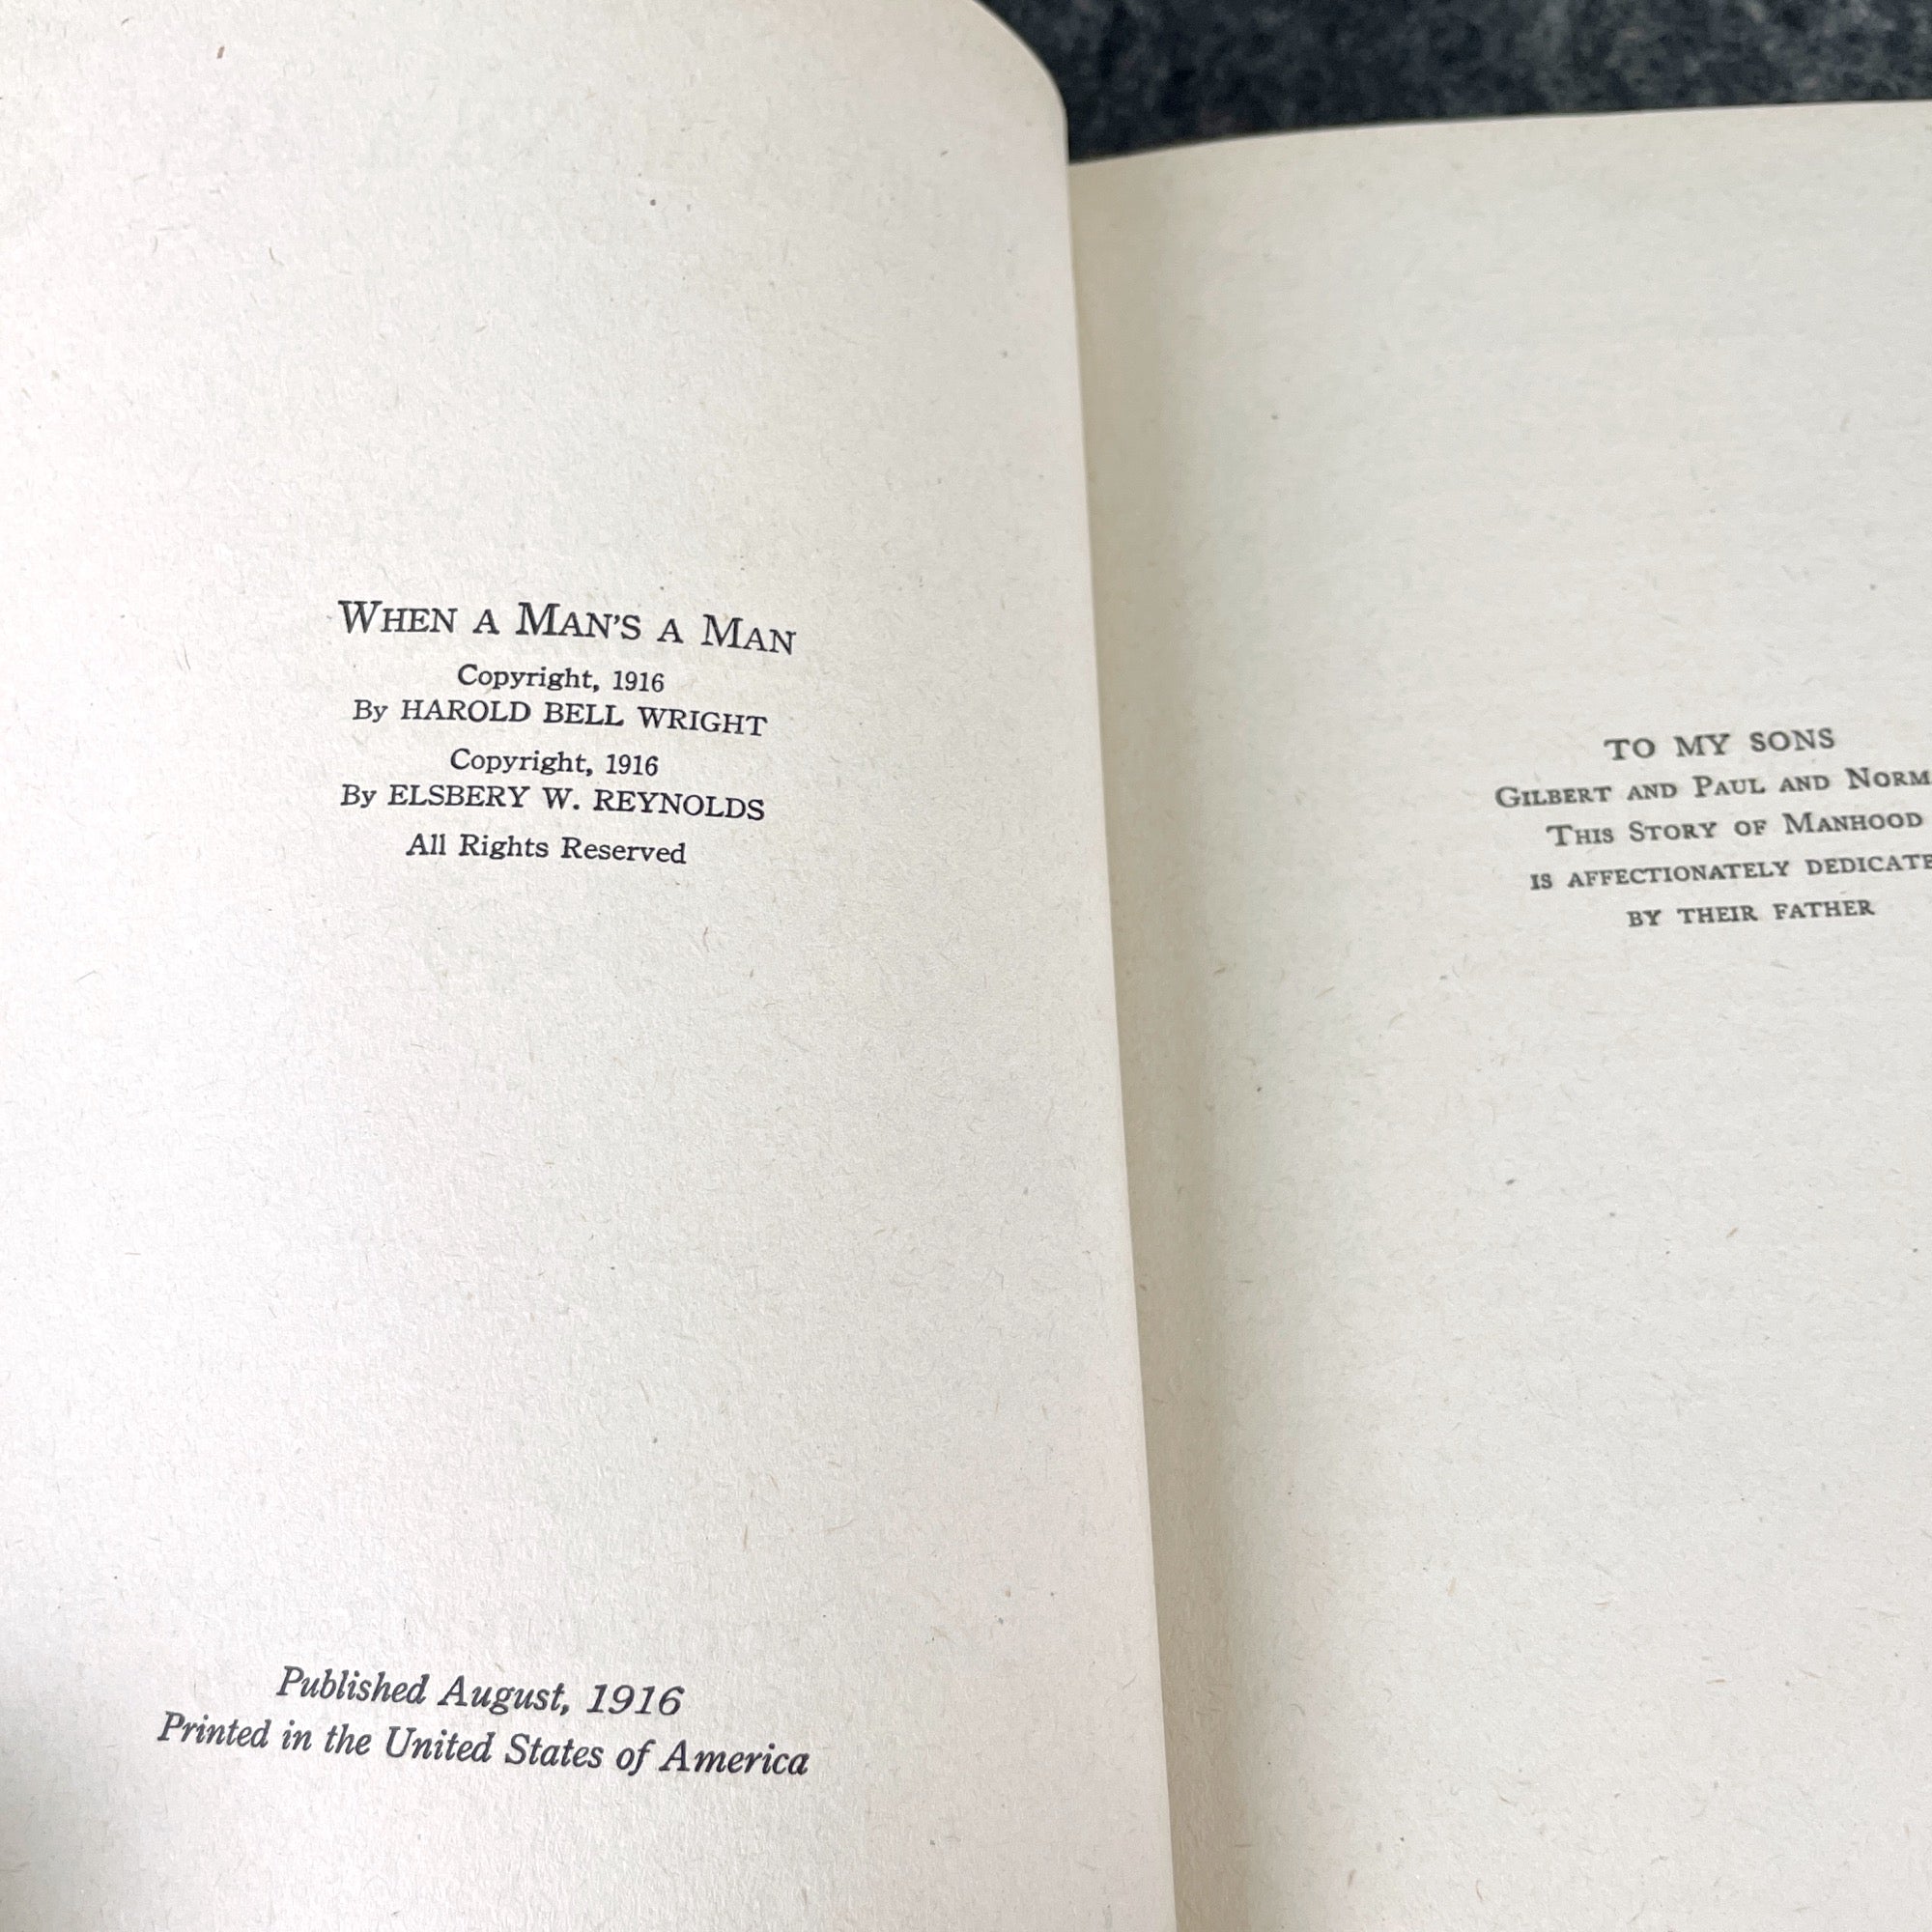 WHEN A MAN'S A MAN
Copyright, 1916
By HAROLD BELL WRIGHT
Copyright, 1916
By ELSBERY W. REYNOLDS
All Rights Reserved
Published August, 1916
Printed in the United States of America
TO MY SONS
GILBERT AND PAUL AND NORM
THIS STORY OF MANHOOD
IS AFFECTIONATELY DEDICATE
BY THEIR FATHER